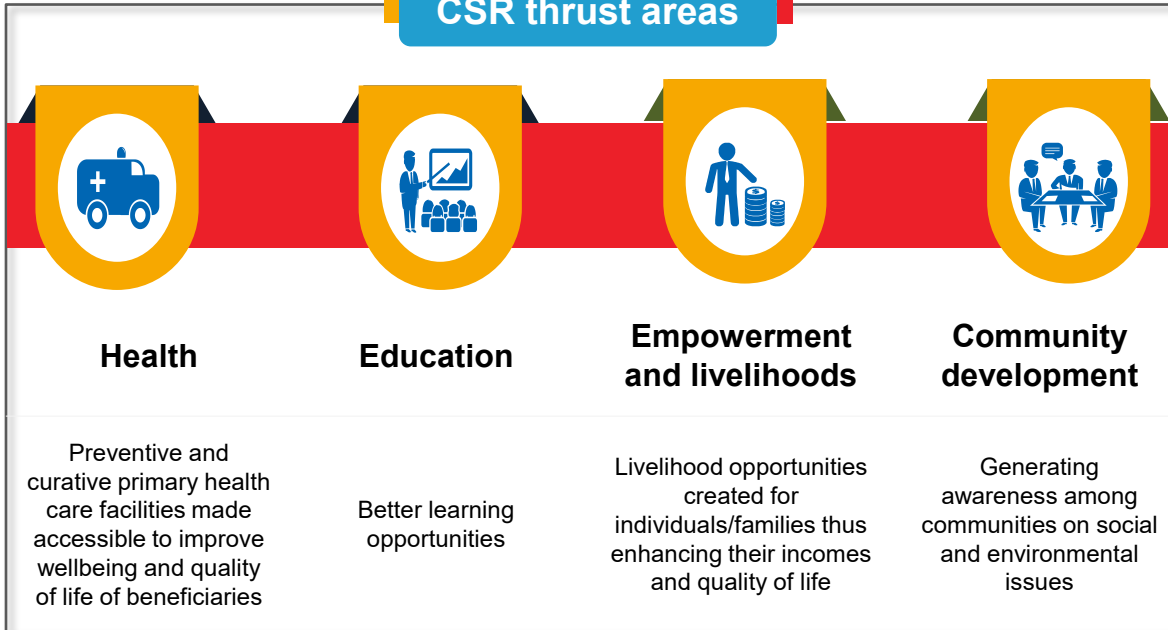 CSR thrust areas
Health
Education
Empowerment
and livelihoods
Community
development
Preventive and
curative primary health
care facilities made
accessible to improve
wellbeing and quality
of life of beneficiaries
Better learning
opportunities
Livelihood opportunities
created for
individuals/families thus
enhancing their incomes
and quality of life
Generating
awareness among
communities on social
and environmental
issues